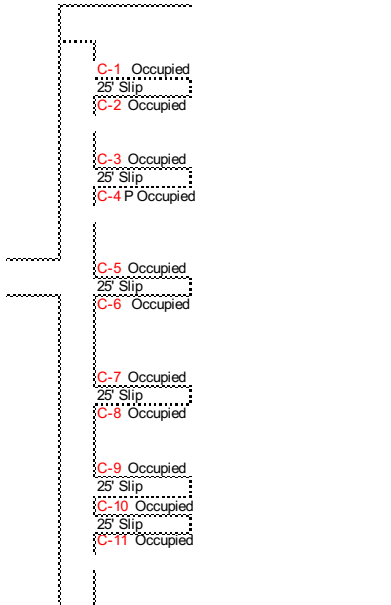 C-1 Occupied
25' Slip
C-2 Occupied
C-3 Occupied
25' Slip
C-4 P Occupied
C-5 Occupied
25' Slip
C-6 Occupied
C-7 Occupied
25' Slip
C-8 Occupied
C-9 Occupied
25' Slip
C-10 Occupied
25' Slip
C-11 Occupied